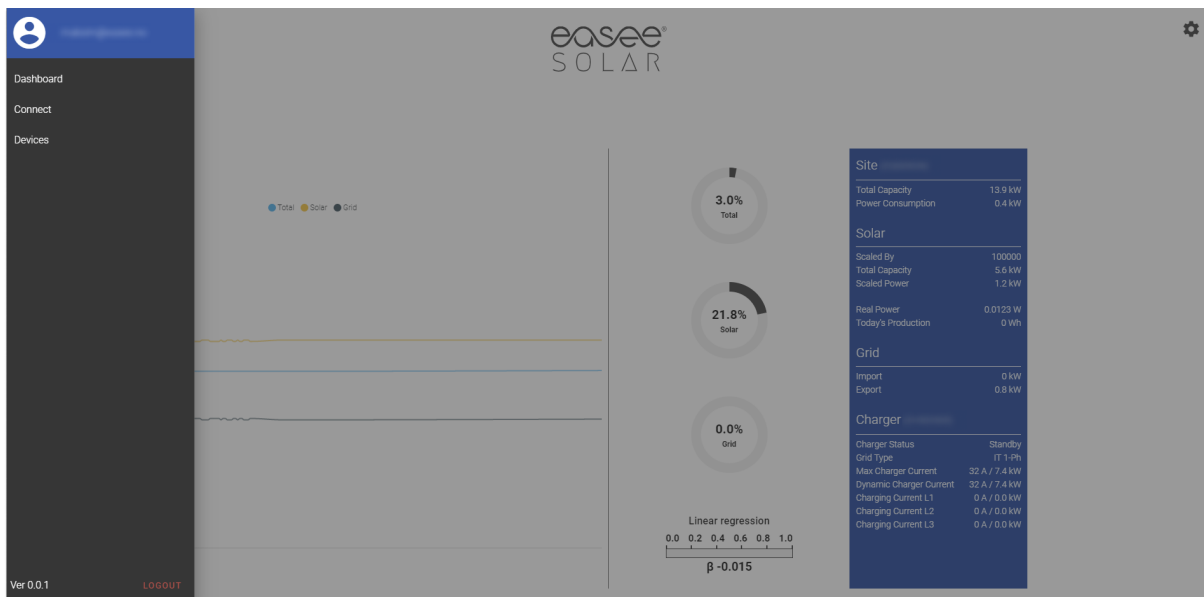 Dashboard
Connect
Devices
Ver 0.0.1
LOGOUT
easee®
SOLAR
Total Solar Grid
3.0%
Total
21.8%
Solar
0.0%
Grid
Linear regression
0.0 0.2 0.4 0.6 0.8 1.0
β -0.015
Site
Total Capacity 13.9 kW
Power Consumption 0.4 kW
Solar
Scaled By 100000
Total Capacity 5.6 kW
Scaled Power 1.2 kW
Real Power 0.0123 W
Today's Production 0 Wh
Grid
Import 0 kW
Export 0.8 kW
Charger
Charger Status Standby
Grid Type IT 1-Ph
Max Charger Current 32 A / 7.4 kW
Dynamic Charger Current 32 A / 7.4 kW
Charging Current L1 0 A / 0.0 kW
Charging Current L2 0 A / 0.0 kW
Charging Current L3 0 A / 0.0 kW